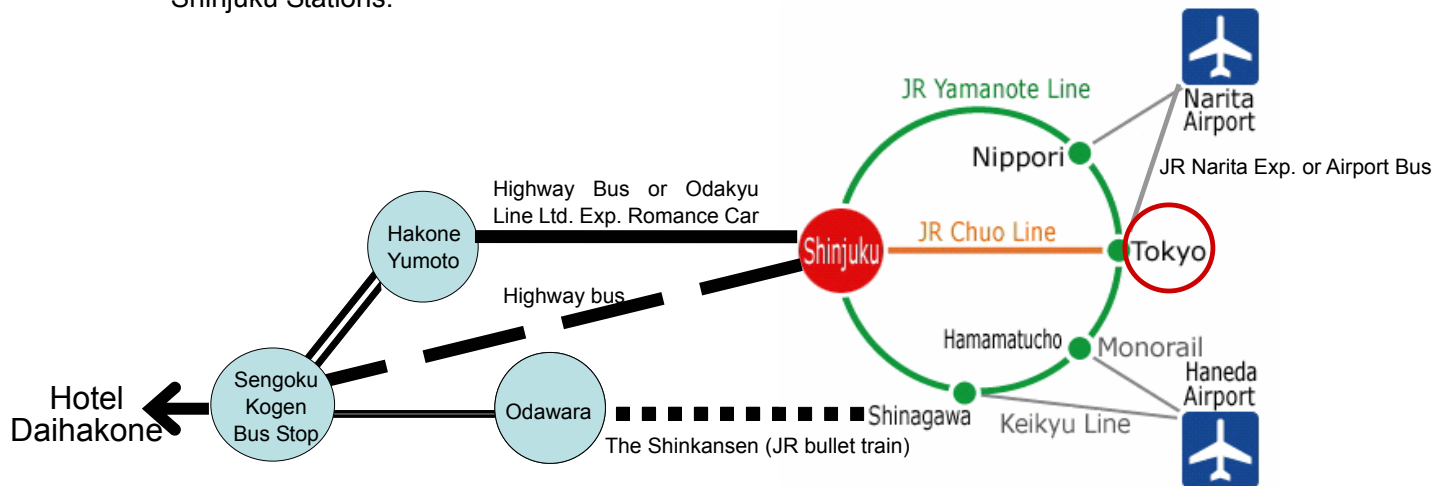 Shinjuku Stations.
JR Yamanote Line
Narita
Airport
Nippori
JR Narita Exp. or Airport Bus
Highway Bus or Odakyu
Line Ltd. Exp. Romance Car
Hakone
Yumoto
Shinjuku
JR Chuo Line
Tokyo
Highway bus
Hamamatucho
Monorail
Haneda
Airport
Sengoku
Kogen
Bus Stop
Hotel
Daihakone
Odawara
Shinagawa
Keikyu Line
The Shinkansen (JR bullet train)